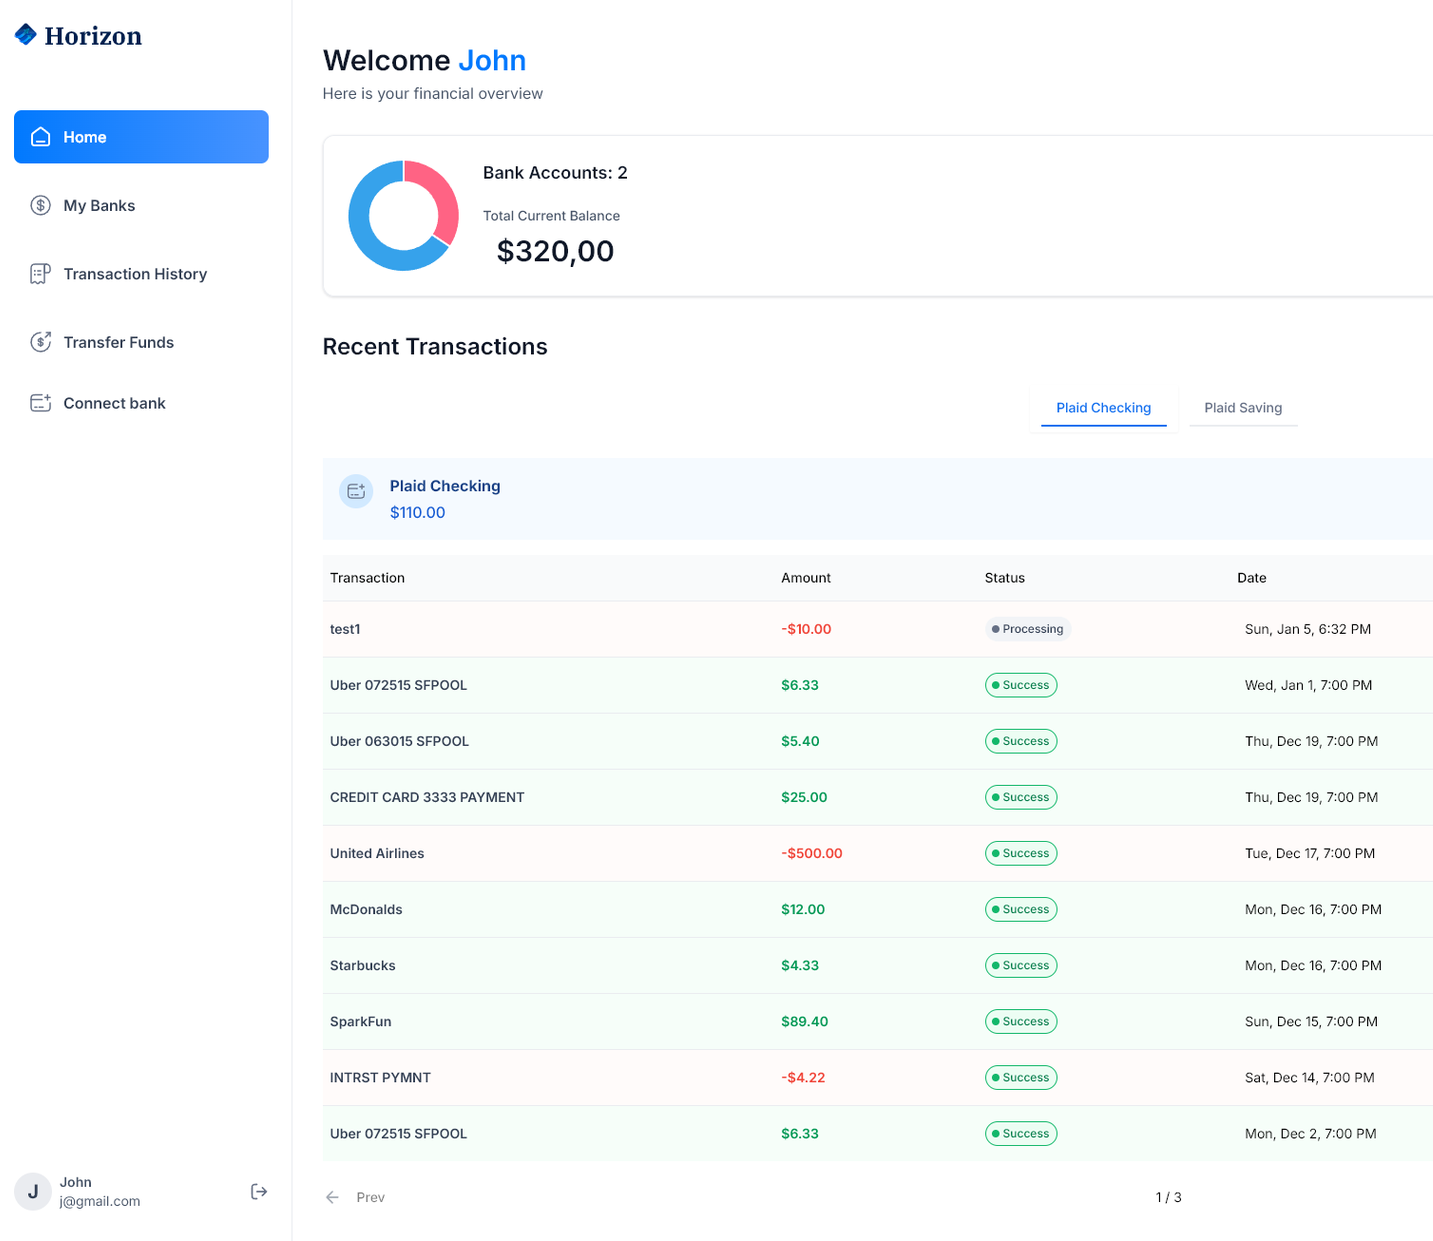 Horizon
Home
My Banks
Transaction History
Transfer Funds
Connect bank
J
John
j@gmail.com
Welcome John
Here is your financial overview
Bank Accounts: 2
Total Current Balance
$320,00
Recent Transactions
Plaid Checking Plaid Saving
Plaid Checking
$110.00
Transaction Amount Status Date
test1 -$10.00 Processing Sun, Jan 5, 6:32 PM
Uber 072515 SFPOOL $6.33 Success Wed, Jan 1, 7:00 PM
Uber 063015 SFPOOL $5.40 Success Thu, Dec 19, 7:00 PM
CREDIT CARD 3333 PAYMENT $25.00 Success Thu, Dec 19, 7:00 PM
United Airlines -$500.00 Success Tue, Dec 17, 7:00 PM
McDonalds $12.00 Success Mon, Dec 16, 7:00 PM
Starbucks $4.33 Success Mon, Dec 16, 7:00 PM
SparkFun $89.40 Success Sun, Dec 15, 7:00 PM
INTRST PYMNT -$4.22 Success Sat, Dec 14, 7:00 PM
Uber 072515 SFPOOL $6.33 Success Mon, Dec 2, 7:00 PM
Prev 1 / 3